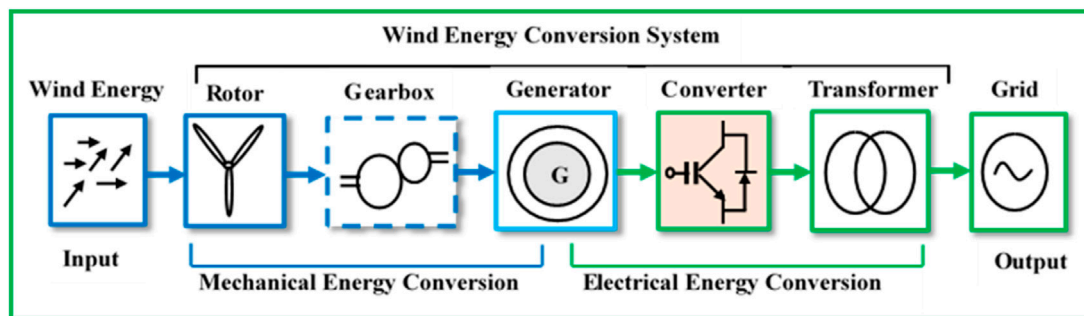 Wind Energy Conversion System
Wind Energy
Rotor
Gearbox
Generator
Converter
Transformer
Grid
G
Input
Output
Mechanical Energy Conversion
Electrical Energy Conversion